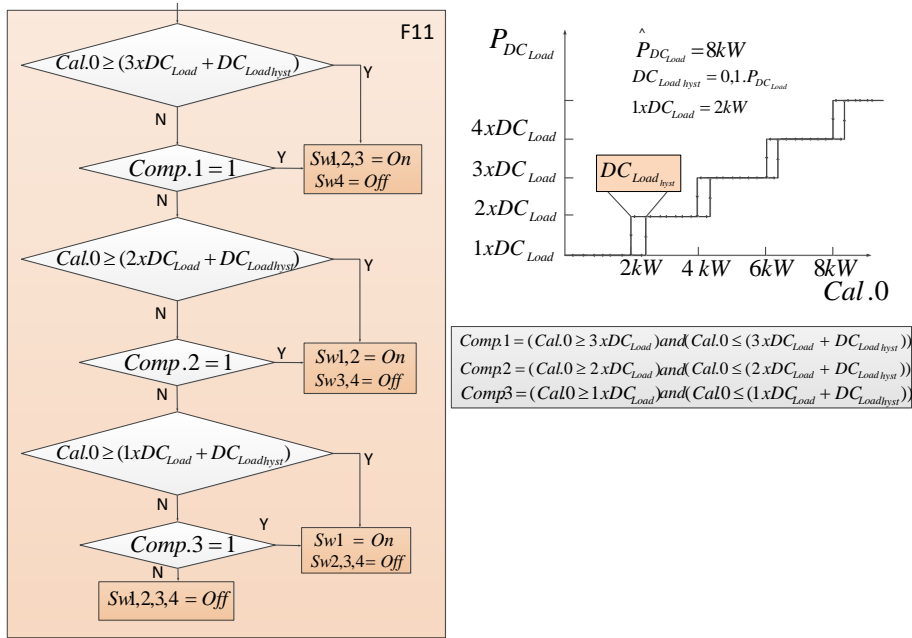 F11
Cal.0 ≥ (3xDC_Load + DC_Loadhyst)
Y
N
Comp.1 = 1
Y
Sw1,2,3 = On
Sw4 = Off
N
Cal.0 ≥ (2xDC_Load + DC_Loadhyst)
Y
N
Comp.2 = 1
Y
Sw1,2 = On
Sw3,4 = Off
N
Cal.0 ≥ (1xDC_Load + DC_Loadhyst)
Y
N
Comp.3 = 1
Y
Sw1 = On
Sw2,3,4 = Off
N
Sw1,2,3,4 = Off
P_DC_Load
P̂_DC_Load = 8kW
DC_Load hyst = 0,1.P_DC_Load
1xDC_Load = 2kW
4xDC_Load
3xDC_Load
2xDC_Load
1xDC_Load
DC_Load_hyst
2kW 4 kW 6kW 8kW
Cal.0
Comp.1 = (Cal.0 ≥ 3xDC_Load) and (Cal.0 ≤ (3xDC_Load + DC_Load hyst))
Comp.2 = (Cal.0 ≥ 2xDC_Load) and (Cal.0 ≤ (2xDC_Load + DC_Load hyst))
Comp.3 = (Cal.0 ≥ 1xDC_Load) and (Cal.0 ≤ (1xDC_Load + DC_Loadhyst))